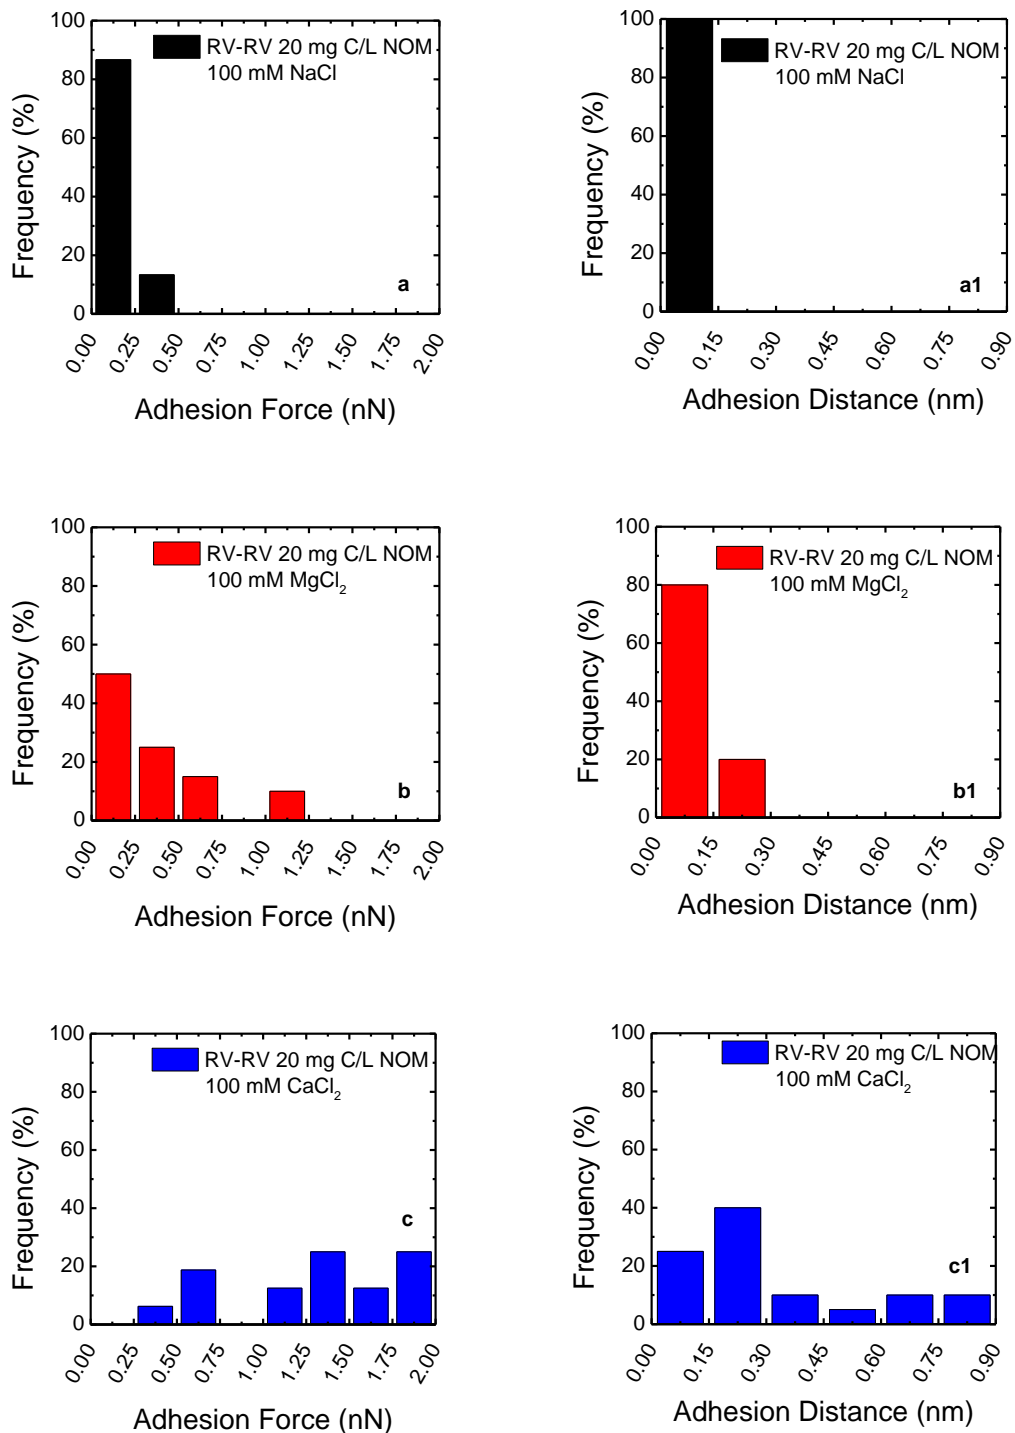 RV-RV 20 mg C/L NOM
100 mM NaCl
Frequency (%)
100
80
60
40
20
0
a
0.00
0.25
0.50
0.75
1.00
1.25
1.50
1.75
2.00
Adhesion Force (nN)
RV-RV 20 mg C/L NOM
100 mM NaCl
Frequency (%)
100
80
60
40
20
0
a1
0.00
0.15
0.30
0.45
0.60
0.75
0.90
Adhesion Distance (nm)
RV-RV 20 mg C/L NOM
100 mM MgCl₂
Frequency (%)
100
80
60
40
20
0
b
0.00
0.25
0.50
0.75
1.00
1.25
1.50
1.75
2.00
Adhesion Force (nN)
RV-RV 20 mg C/L NOM
100 mM MgCl₂
Frequency (%)
100
80
60
40
20
0
b1
0.00
0.15
0.30
0.45
0.60
0.75
0.90
Adhesion Distance (nm)
RV-RV 20 mg C/L NOM
100 mM CaCl₂
Frequency (%)
100
80
60
40
20
0
c
0.00
0.25
0.50
0.75
1.00
1.25
1.50
1.75
2.00
Adhesion Force (nN)
RV-RV 20 mg C/L NOM
100 mM CaCl₂
Frequency (%)
100
80
60
40
20
0
c1
0.00
0.15
0.30
0.45
0.60
0.75
0.90
Adhesion Distance (nm)